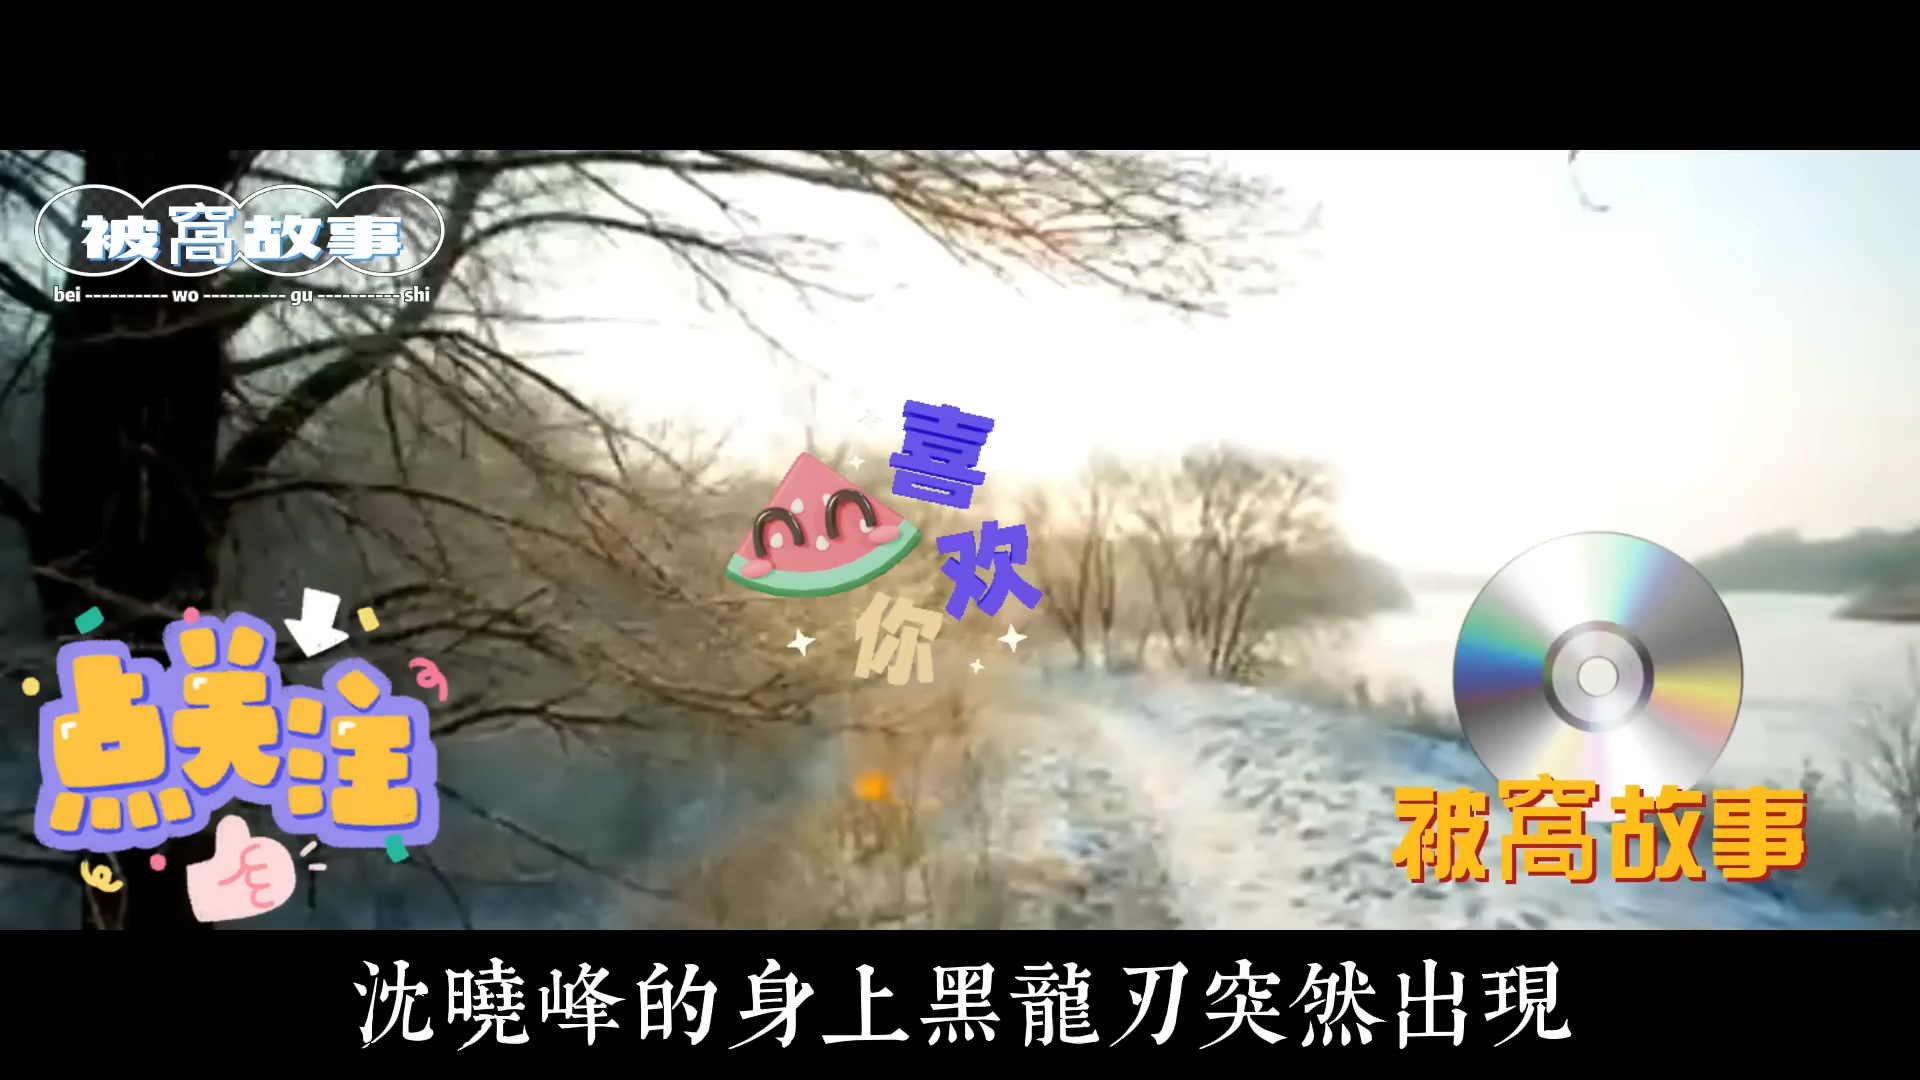 被窩故事
bei ---------- wo ---------- gu ---------- shi
喜
欢
你
点关注
被窩故事
沈曉峰的身上黑龍刃突然出現